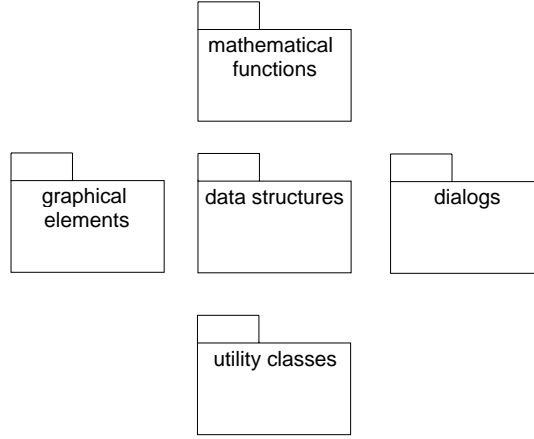 mathematical
functions
graphical
elements
data structures
dialogs
utility classes